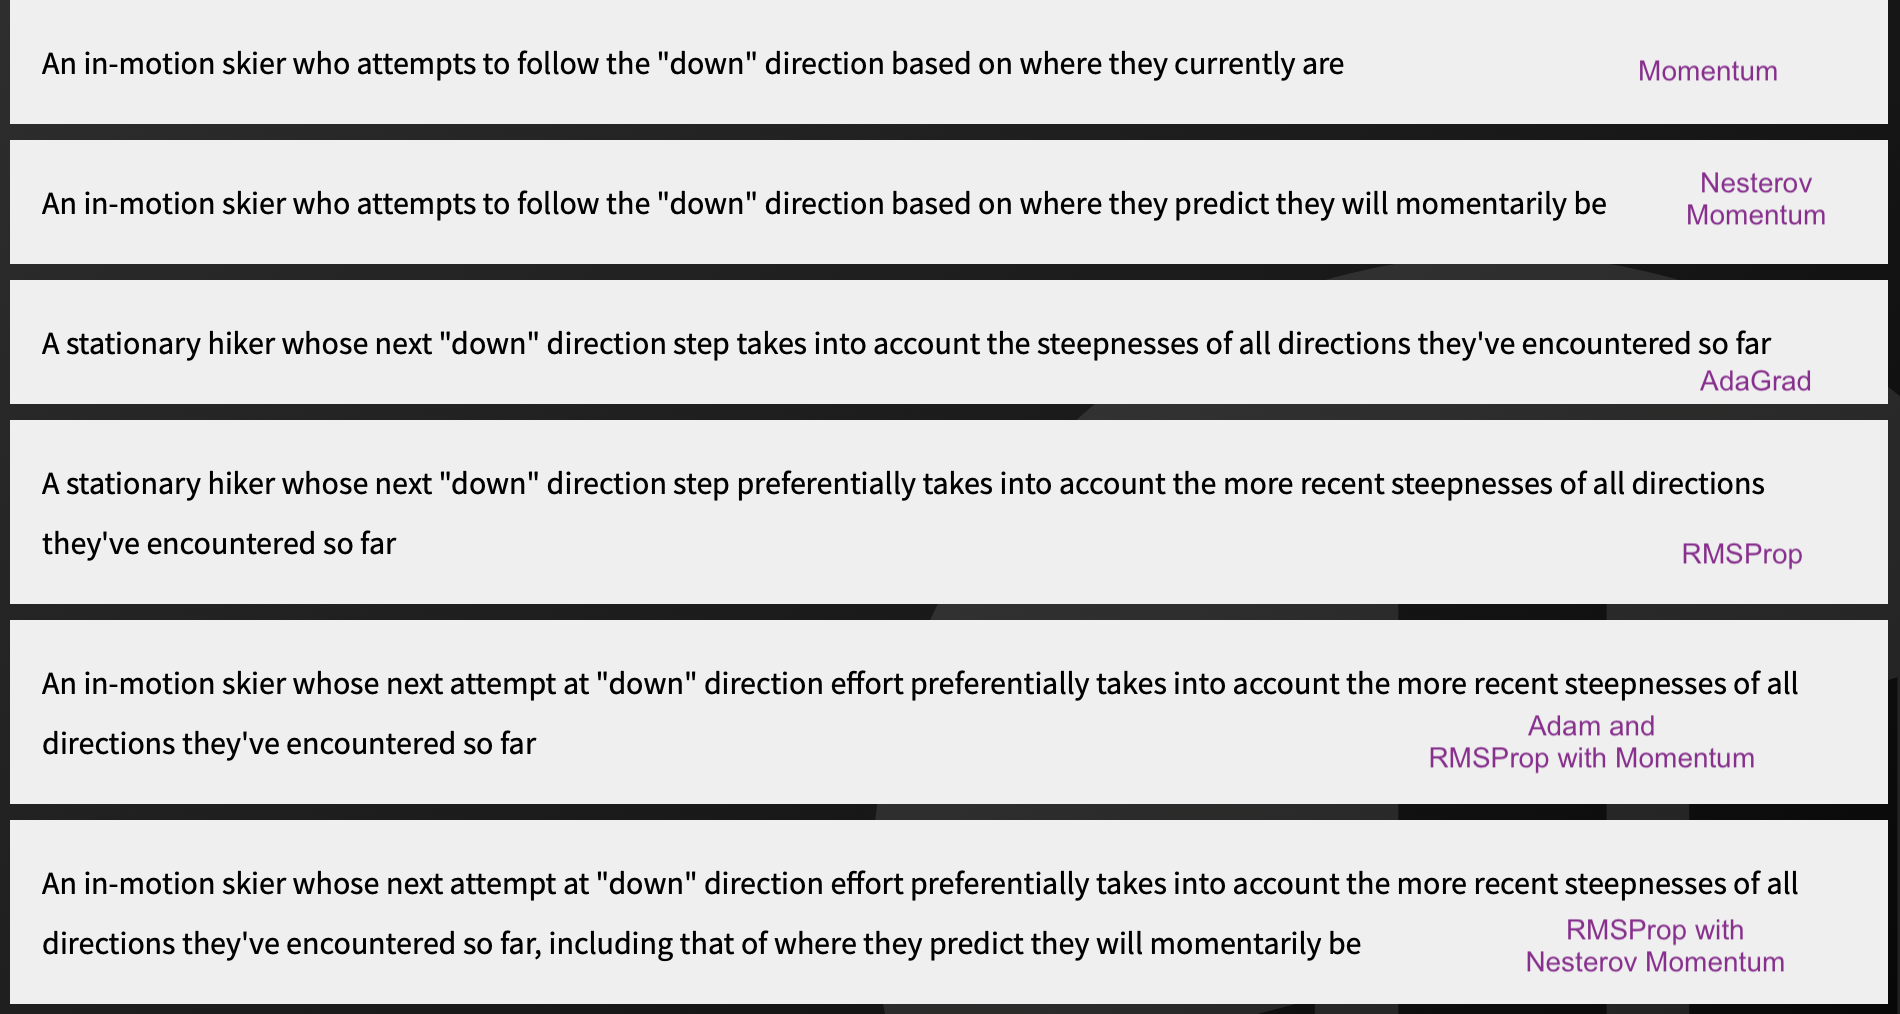 An in-motion skier who attempts to follow the "down" direction based on where they currently are
Momentum
An in-motion skier who attempts to follow the "down" direction based on where they predict they will momentarily be
Nesterov
Momentum
A stationary hiker whose next "down" direction step takes into account the steepnesses of all directions they've encountered so far
AdaGrad
A stationary hiker whose next "down" direction step preferentially takes into account the more recent steepnesses of all directions
they've encountered so far
RMSProp
An in-motion skier whose next attempt at "down" direction effort preferentially takes into account the more recent steepnesses of all
directions they've encountered so far
Adam and
RMSProp with Momentum
An in-motion skier whose next attempt at "down" direction effort preferentially takes into account the more recent steepnesses of all
directions they've encountered so far, including that of where they predict they will momentarily be
RMSProp with
Nesterov Momentum